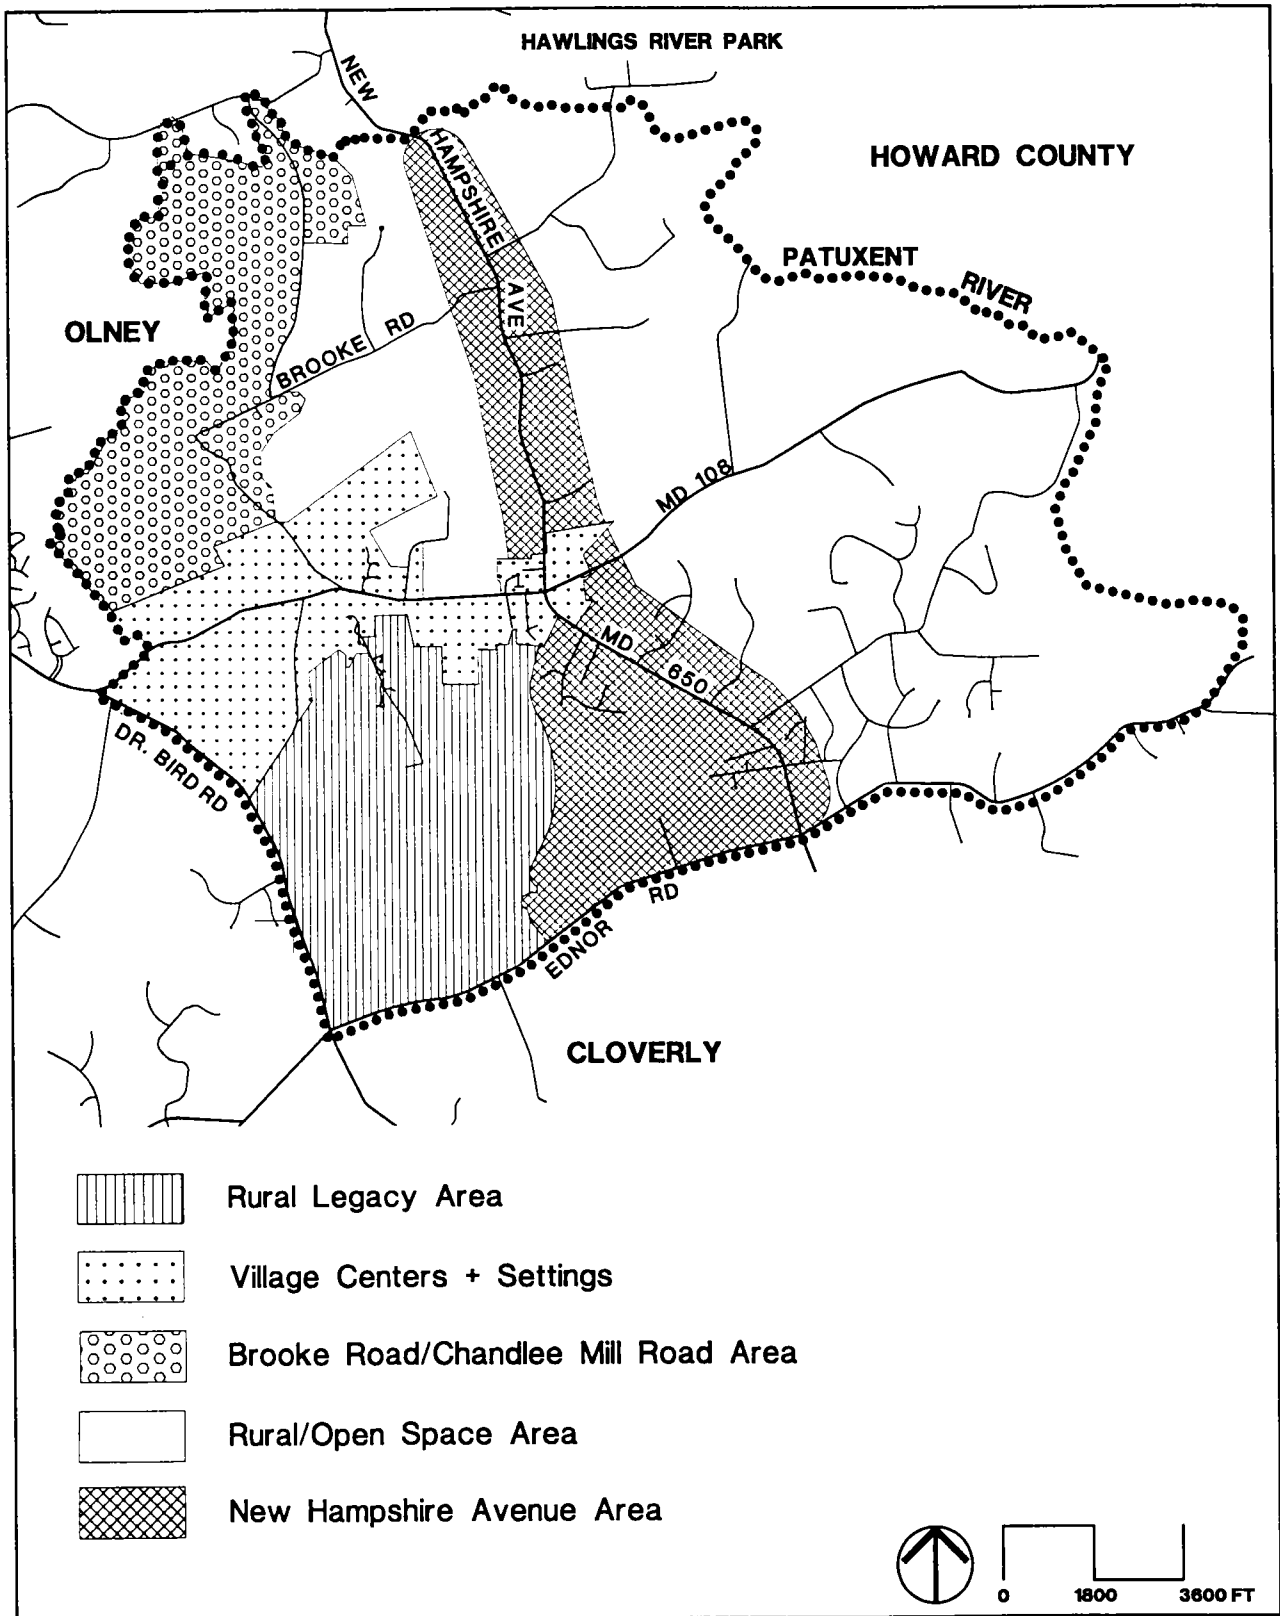 HAWLINGS RIVER PARK
NEW
HAMPSHIRE
AVE
HOWARD COUNTY
PATUXENT
RIVER
OLNEY
BROOKE RD
MD 108
MD 650
DR. BIRD RD
EDNOR RD
CLOVERLY
Rural Legacy Area
Village Centers + Settings
Brooke Road/Chandlee Mill Road Area
Rural/Open Space Area
New Hampshire Avenue Area
0 1800 3600 FT